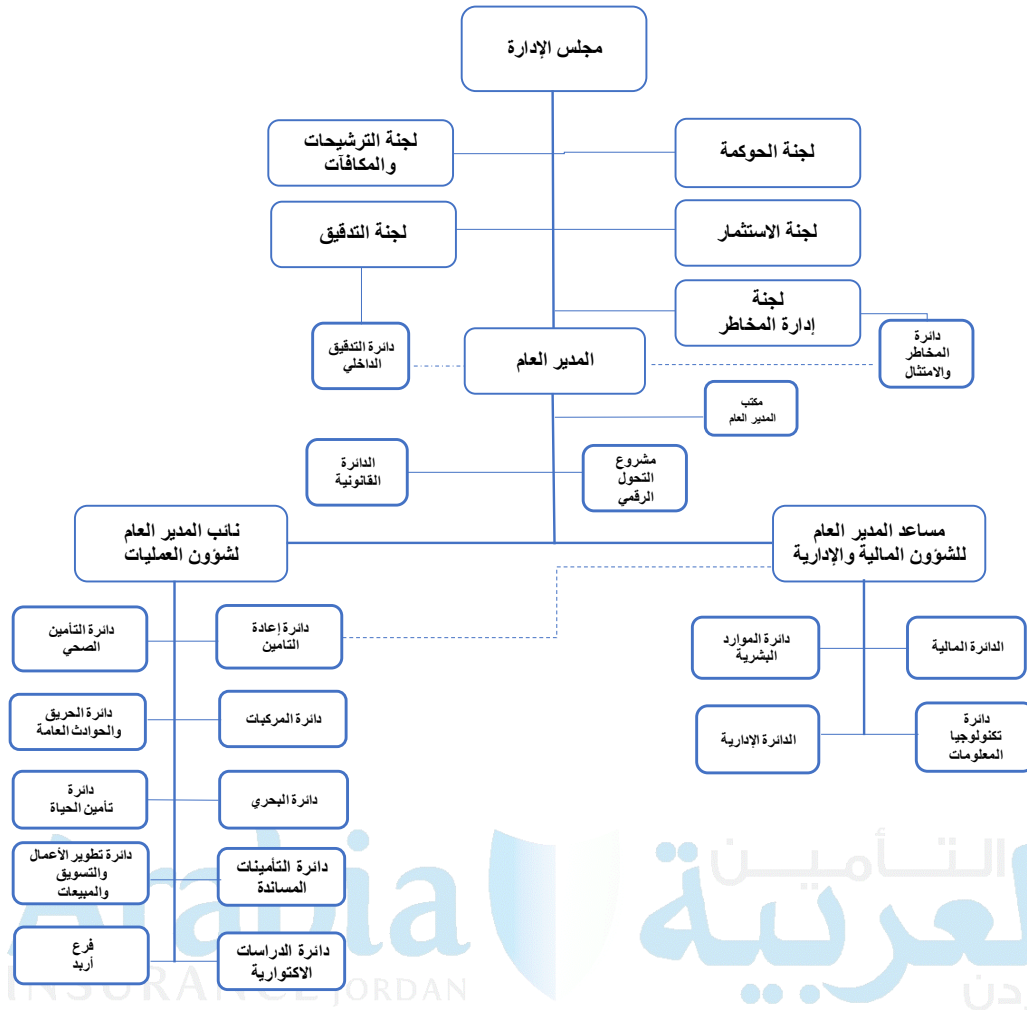 مجلس الإدارة
لجنة الحوكمة
لجنة الترشيحات
والمكافآت
لجنة الاستثمار
لجنة التدقيق
لجنة
إدارة المخاطر
دائرة
المخاطر
والامتثال
المدير العام
دائرة التدقيق
الداخلي
مكتب
المدير العام
مشروع
التحول
الرقمي
الدائرة
القانونية
مساعد المدير العام
للشؤون المالية والإدارية
نائب المدير العام
لشؤون العمليات
الدائرة المالية
دائرة الموارد
البشرية
دائرة
تكنولوجيا
المعلومات
الدائرة الإدارية
دائرة إعادة
التامين
دائرة التأمين
الصحي
دائرة المركبات
دائرة الحريق
والحوادث العامة
دائرة البحري
دائرة
تأمين الحياة
دائرة التأمينات
المساندة
دائرة تطوير الأعمال
والتسويق
والمبيعات
دائرة الدراسات
الاكتوارية
فرع
أربد
التأمين
العربية
Arabia
INSURANCE JORDAN